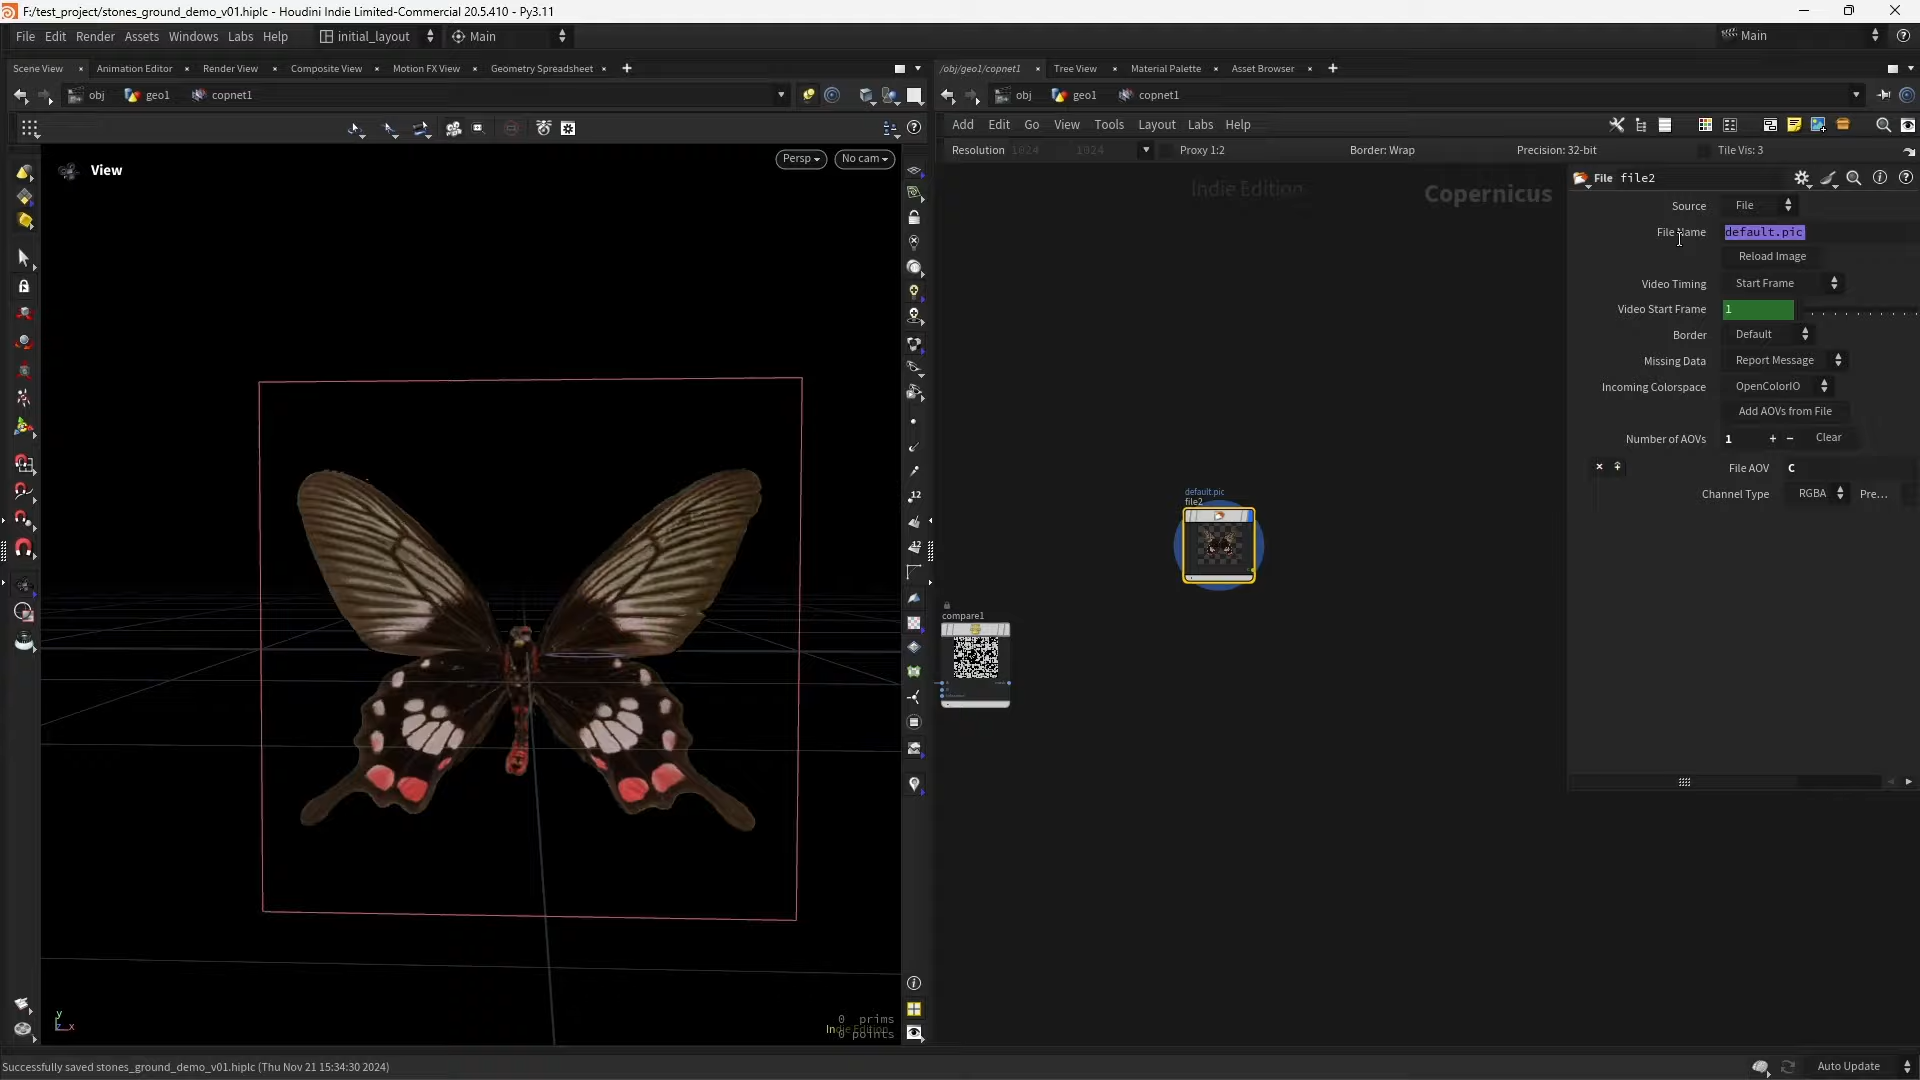 F:/test_project/stones_ground_demo_v01.hiplc - Houdini Indie Limited-Commercial 20.5.410 - Py3.11
File Edit Render Assets Windows Labs Help initial_layout Main Main
Scene View Animation Editor Render View Composite View Motion FX View Geometry Spreadsheet
/obj/geo1/copnet1 Tree View Material Palette Asset Browser
obj geo1 copnet1
obj geo1 copnet1
Add Edit Go View Tools Layout Labs Help
Resolution 1024 1024 Proxy 1:2 Border: Wrap Precision: 32-bit Tile Vis: 3
View
Persp
No cam
Indie Edition
Copernicus
File file2
Source File
File Name default.pic
Reload Image
Video Timing Start Frame
Video Start Frame 1
Border Default
Missing Data Report Message
Incoming Colorspace OpenColorIO
Add AOVs from File
Number of AOVs 1 + - Clear
File AOV C
Channel Type RGBA Pre...
default.pic
file2
compare1
12
12
y
z x
0 prims
Indie Edition
0 points
Successfully saved stones_ground_demo_v01.hiplc (Thu Nov 21 15:34:30 2024)
Auto Update